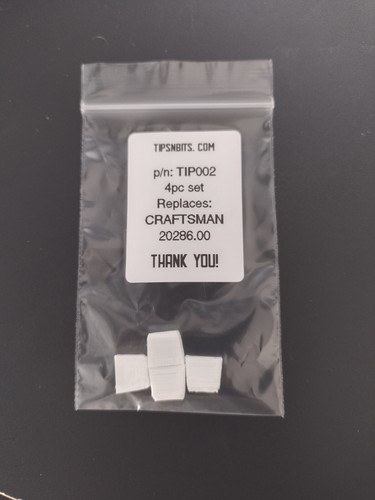 TIPSNBITS. COM
p/n: TIP002
4pc set
Replaces:
CRAFTSMAN
20286.00
THANK YOU!